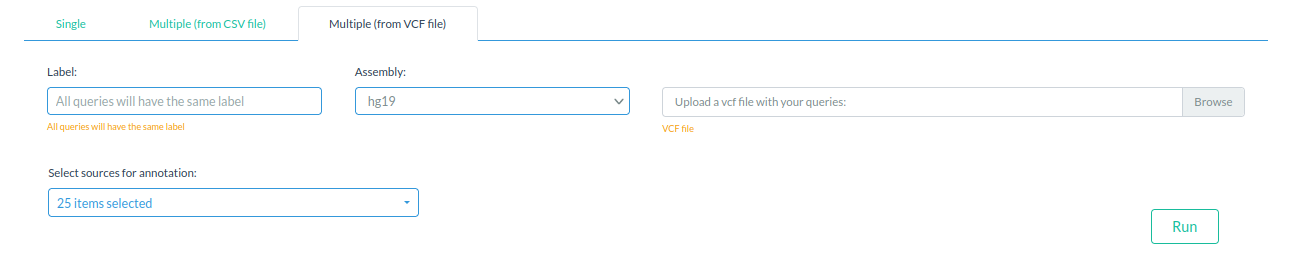 Single
Multiple (from CSV file)
Multiple (from VCF file)
Label:
Assembly:
All queries will have the same label
hg19
Upload a vcf file with your queries:
Browse
All queries will have the same label
VCF file
Select sources for annotation:
25 items selected
Run